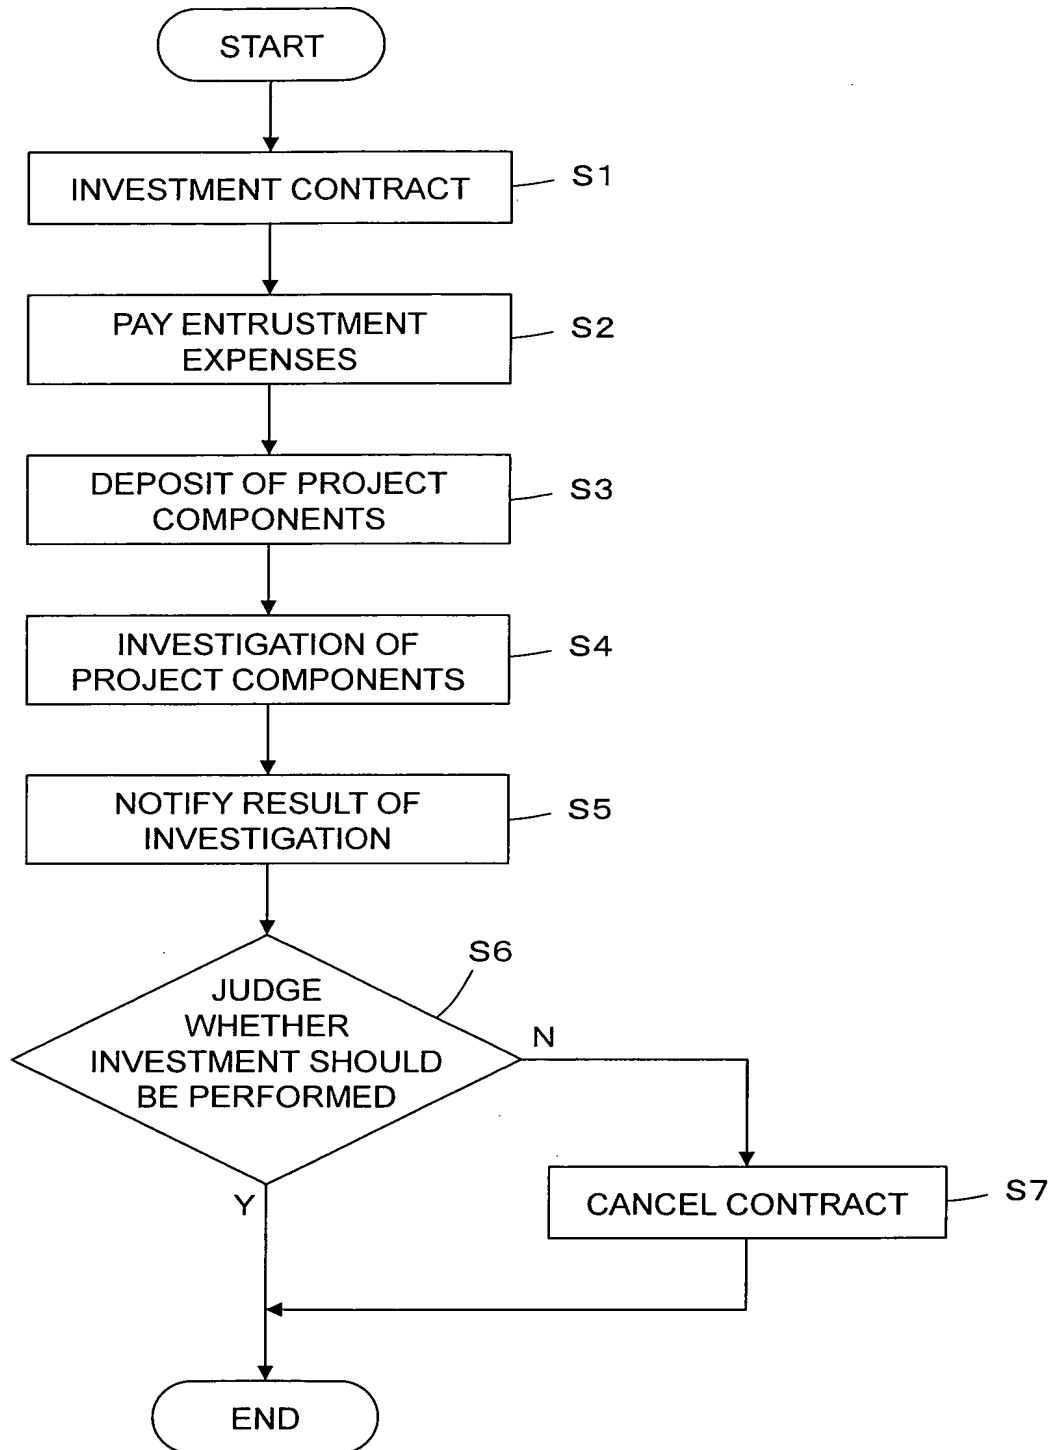 START
INVESTMENT CONTRACT
S1
PAY ENTRUSTMENT
EXPENSES
S2
DEPOSIT OF PROJECT
COMPONENTS
S3
INVESTIGATION OF
PROJECT COMPONENTS
S4
NOTIFY RESULT OF
INVESTIGATION
S5
S6
JUDGE
WHETHER
INVESTMENT SHOULD
BE PERFORMED
N
Y
CANCEL CONTRACT
S7
END